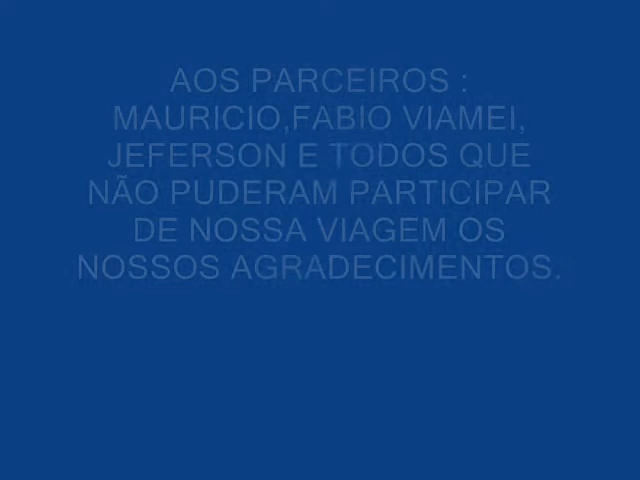 AOS PARCEIROS :
MAURICIO,FABIO VIAMEI,
JEFERSON E TODOS QUE
NÃO PUDERAM PARTICIPAR
DE NOSSA VIAGEM OS
NOSSOS AGRADECIMENTOS.